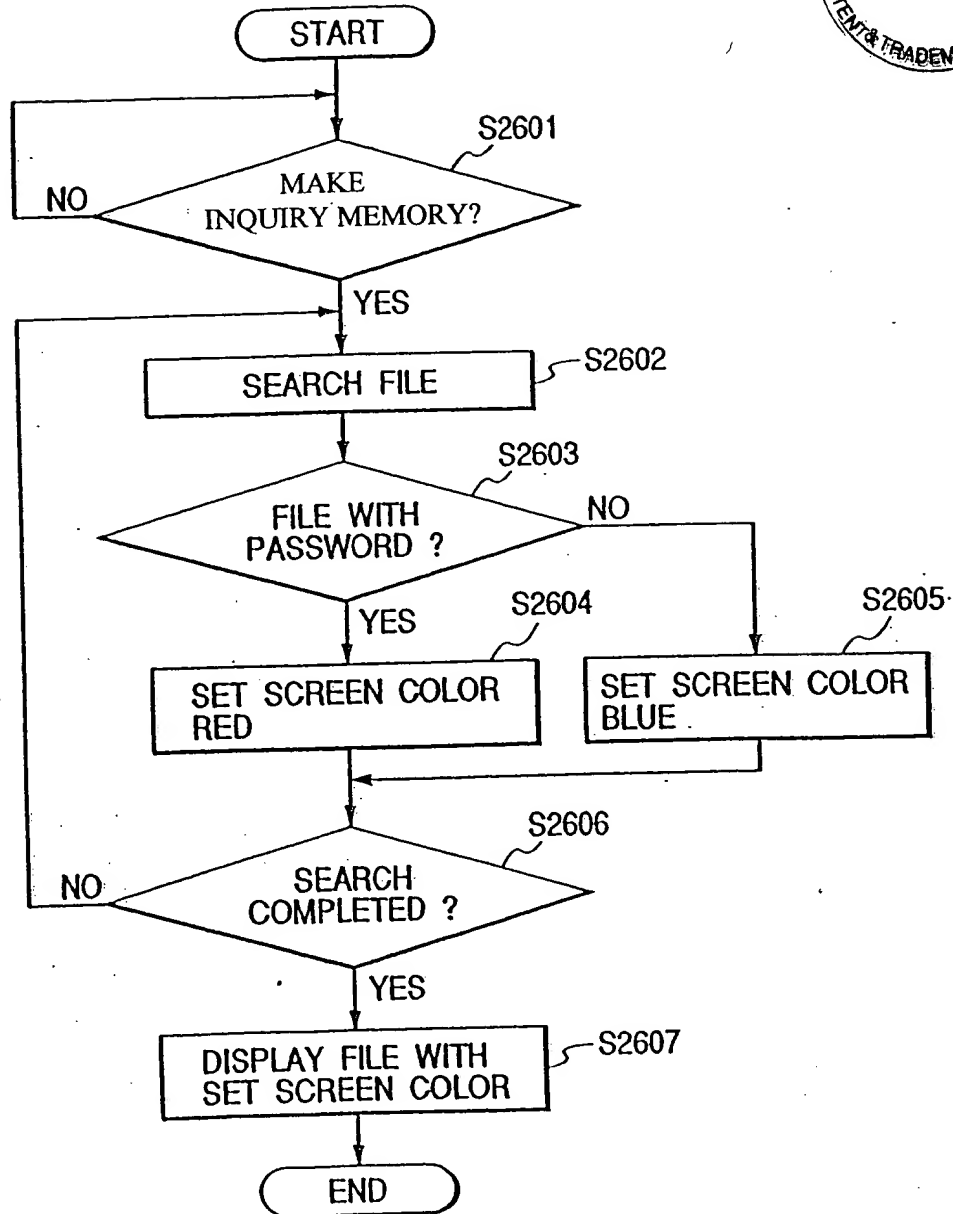 TENT & TRADEM
START
S2601
MAKE
INQUIRY MEMORY?
NO
YES
SEARCH FILE
S2602
S2603
FILE WITH
PASSWORD ?
NO
YES
S2604
S2605
SET SCREEN COLOR
RED
SET SCREEN COLOR
BLUE
S2606
SEARCH
COMPLETED ?
NO
YES
DISPLAY FILE WITH
SET SCREEN COLOR
S2607
END